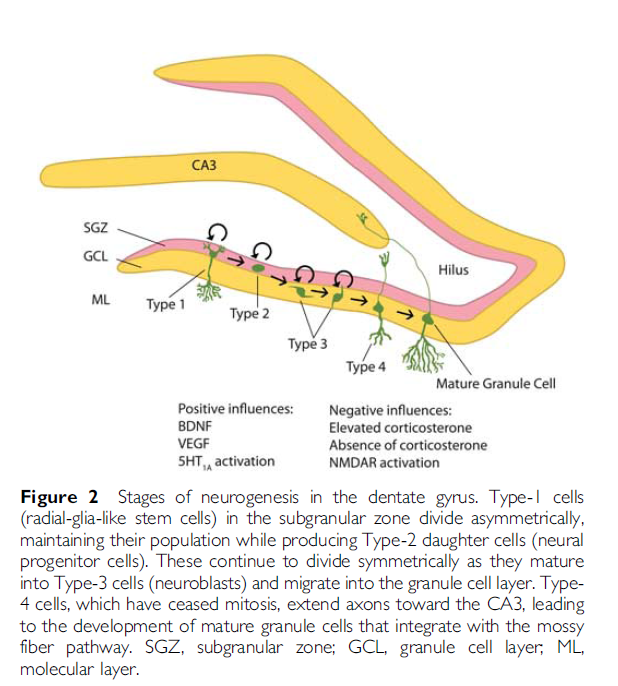 CA3
SGZ
GCL
Hilus
ML
Type 1
Type 2
Type 3
Type 4
Mature Granule Cell
Positive influences:
BDNF
VEGF
5HT1A activation
Negative influences:
Elevated corticosterone
Absence of corticosterone
NMDAR activation
Figure 2 Stages of neurogenesis in the dentate gyrus. Type-1 cells
(radial-glia-like stem cells) in the subgranular zone divide asymmetrically,
maintaining their population while producing Type-2 daughter cells (neural
progenitor cells). These continue to divide symmetrically as they mature
into Type-3 cells (neuroblasts) and migrate into the granule cell layer. Type-
4 cells, which have ceased mitosis, extend axons toward the CA3, leading
to the development of mature granule cells that integrate with the mossy
fiber pathway. SGZ, subgranular zone; GCL, granule cell layer; ML,
molecular layer.